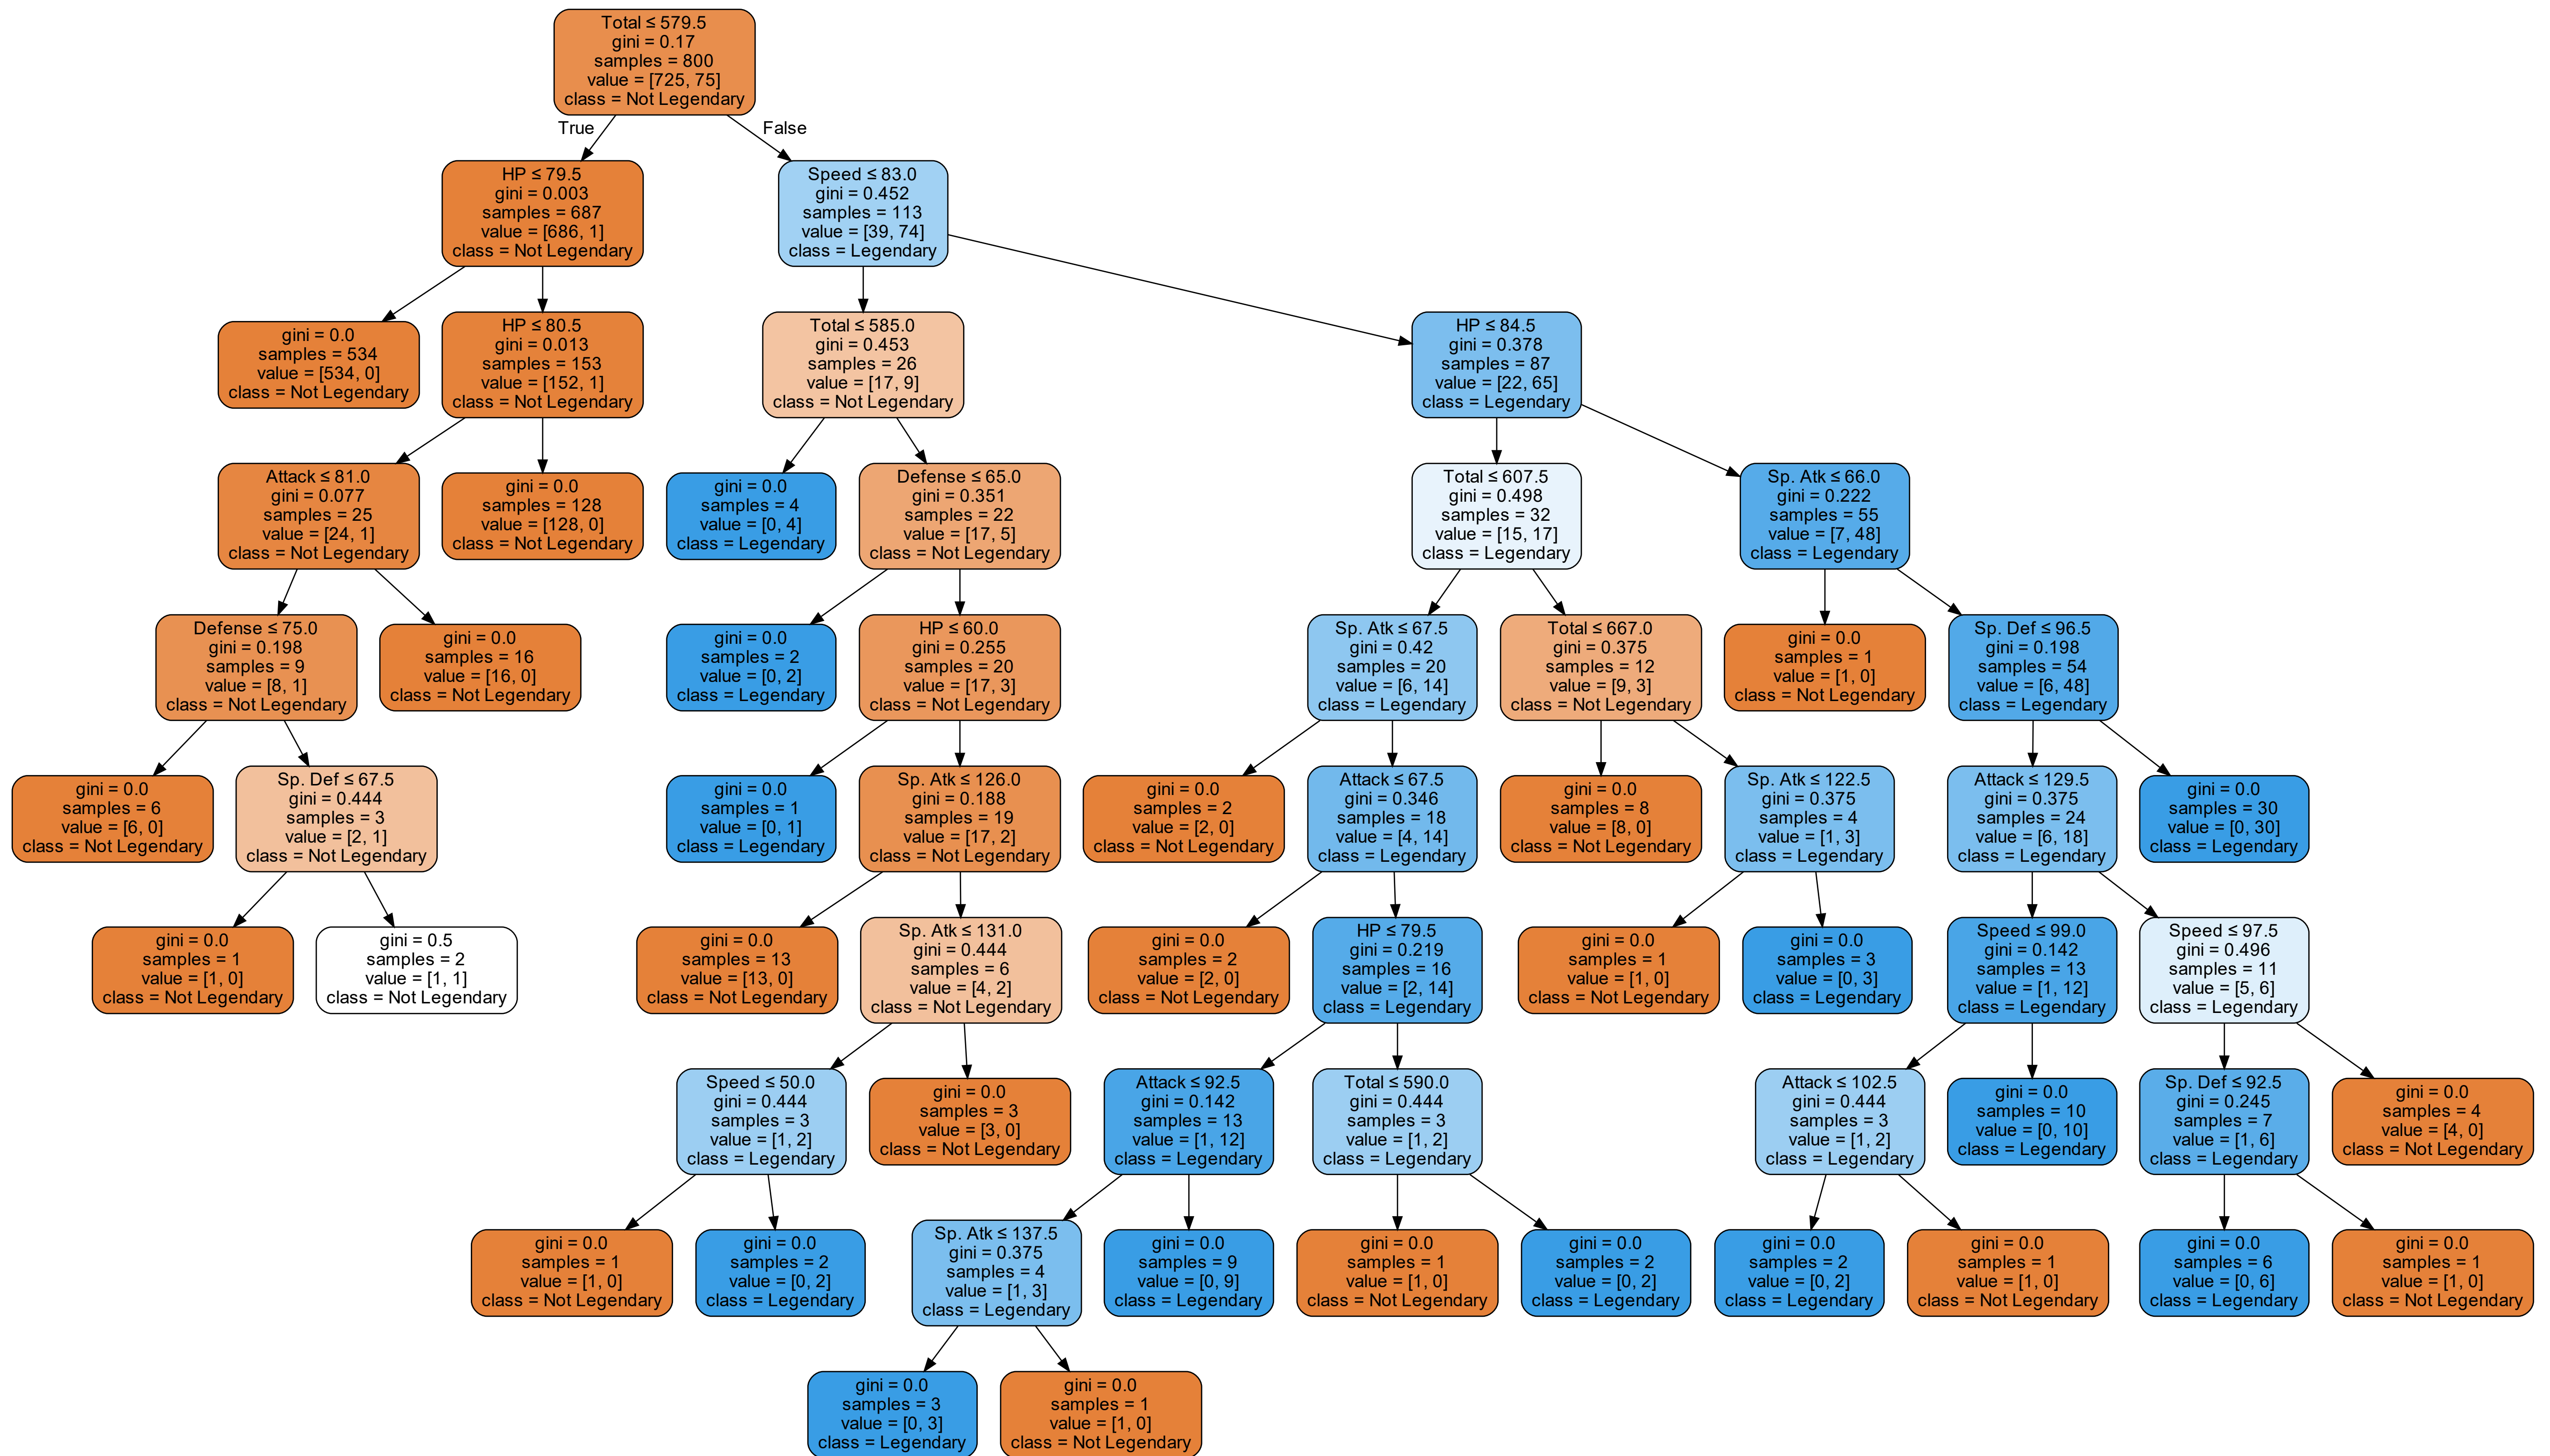 Total ≤ 579.5
gini = 0.17
samples = 800
value = [725, 75]
class = Not Legendary
True
False
HP ≤ 79.5
gini = 0.003
samples = 687
value = [686, 1]
class = Not Legendary
Speed ≤ 83.0
gini = 0.452
samples = 113
value = [39, 74]
class = Legendary
gini = 0.0
samples = 534
value = [534, 0]
class = Not Legendary
HP ≤ 80.5
gini = 0.013
samples = 153
value = [152, 1]
class = Not Legendary
Total ≤ 585.0
gini = 0.453
samples = 26
value = [17, 9]
class = Not Legendary
HP ≤ 84.5
gini = 0.378
samples = 87
value = [22, 65]
class = Legendary
Attack ≤ 81.0
gini = 0.077
samples = 25
value = [24, 1]
class = Not Legendary
gini = 0.0
samples = 128
value = [128, 0]
class = Not Legendary
gini = 0.0
samples = 4
value = [0, 4]
class = Legendary
Defense ≤ 65.0
gini = 0.351
samples = 22
value = [17, 5]
class = Not Legendary
Total ≤ 607.5
gini = 0.498
samples = 32
value = [15, 17]
class = Legendary
Sp. Atk ≤ 66.0
gini = 0.222
samples = 55
value = [7, 48]
class = Legendary
Defense ≤ 75.0
gini = 0.198
samples = 9
value = [8, 1]
class = Not Legendary
gini = 0.0
samples = 16
value = [16, 0]
class = Not Legendary
gini = 0.0
samples = 2
value = [0, 2]
class = Legendary
HP ≤ 60.0
gini = 0.255
samples = 20
value = [17, 3]
class = Not Legendary
Sp. Atk ≤ 67.5
gini = 0.42
samples = 20
value = [6, 14]
class = Legendary
Total ≤ 667.0
gini = 0.375
samples = 12
value = [9, 3]
class = Not Legendary
gini = 0.0
samples = 1
value = [1, 0]
class = Not Legendary
Sp. Def ≤ 96.5
gini = 0.198
samples = 54
value = [6, 48]
class = Legendary
gini = 0.0
samples = 6
value = [6, 0]
class = Not Legendary
Sp. Def ≤ 67.5
gini = 0.444
samples = 3
value = [2, 1]
class = Not Legendary
gini = 0.0
samples = 1
value = [0, 1]
class = Legendary
Sp. Atk ≤ 126.0
gini = 0.188
samples = 19
value = [17, 2]
class = Not Legendary
gini = 0.0
samples = 2
value = [2, 0]
class = Not Legendary
Attack ≤ 67.5
gini = 0.346
samples = 18
value = [4, 14]
class = Legendary
gini = 0.0
samples = 8
value = [8, 0]
class = Not Legendary
Sp. Atk ≤ 122.5
gini = 0.375
samples = 4
value = [1, 3]
class = Legendary
Attack ≤ 129.5
gini = 0.375
samples = 24
value = [6, 18]
class = Legendary
gini = 0.0
samples = 30
value = [0, 30]
class = Legendary
gini = 0.0
samples = 1
value = [1, 0]
class = Not Legendary
gini = 0.5
samples = 2
value = [1, 1]
class = Not Legendary
gini = 0.0
samples = 13
value = [13, 0]
class = Not Legendary
Sp. Atk ≤ 131.0
gini = 0.444
samples = 6
value = [4, 2]
class = Not Legendary
gini = 0.0
samples = 2
value = [2, 0]
class = Not Legendary
HP ≤ 79.5
gini = 0.219
samples = 16
value = [2, 14]
class = Legendary
gini = 0.0
samples = 1
value = [1, 0]
class = Not Legendary
gini = 0.0
samples = 3
value = [0, 3]
class = Legendary
Speed ≤ 99.0
gini = 0.142
samples = 13
value = [1, 12]
class = Legendary
Speed ≤ 97.5
gini = 0.496
samples = 11
value = [5, 6]
class = Legendary
Speed ≤ 50.0
gini = 0.444
samples = 3
value = [1, 2]
class = Legendary
gini = 0.0
samples = 3
value = [3, 0]
class = Not Legendary
Attack ≤ 92.5
gini = 0.142
samples = 13
value = [1, 12]
class = Legendary
Total ≤ 590.0
gini = 0.444
samples = 3
value = [1, 2]
class = Legendary
Attack ≤ 102.5
gini = 0.444
samples = 3
value = [1, 2]
class = Legendary
gini = 0.0
samples = 10
value = [0, 10]
class = Legendary
Sp. Def ≤ 92.5
gini = 0.245
samples = 7
value = [1, 6]
class = Legendary
gini = 0.0
samples = 4
value = [4, 0]
class = Not Legendary
gini = 0.0
samples = 1
value = [1, 0]
class = Not Legendary
gini = 0.0
samples = 2
value = [0, 2]
class = Legendary
Sp. Atk ≤ 137.5
gini = 0.375
samples = 4
value = [1, 3]
class = Legendary
gini = 0.0
samples = 9
value = [0, 9]
class = Legendary
gini = 0.0
samples = 1
value = [1, 0]
class = Not Legendary
gini = 0.0
samples = 2
value = [0, 2]
class = Legendary
gini = 0.0
samples = 2
value = [0, 2]
class = Legendary
gini = 0.0
samples = 1
value = [1, 0]
class = Not Legendary
gini = 0.0
samples = 6
value = [0, 6]
class = Legendary
gini = 0.0
samples = 1
value = [1, 0]
class = Not Legendary
gini = 0.0
samples = 3
value = [0, 3]
class = Legendary
gini = 0.0
samples = 1
value = [1, 0]
class = Not Legendary